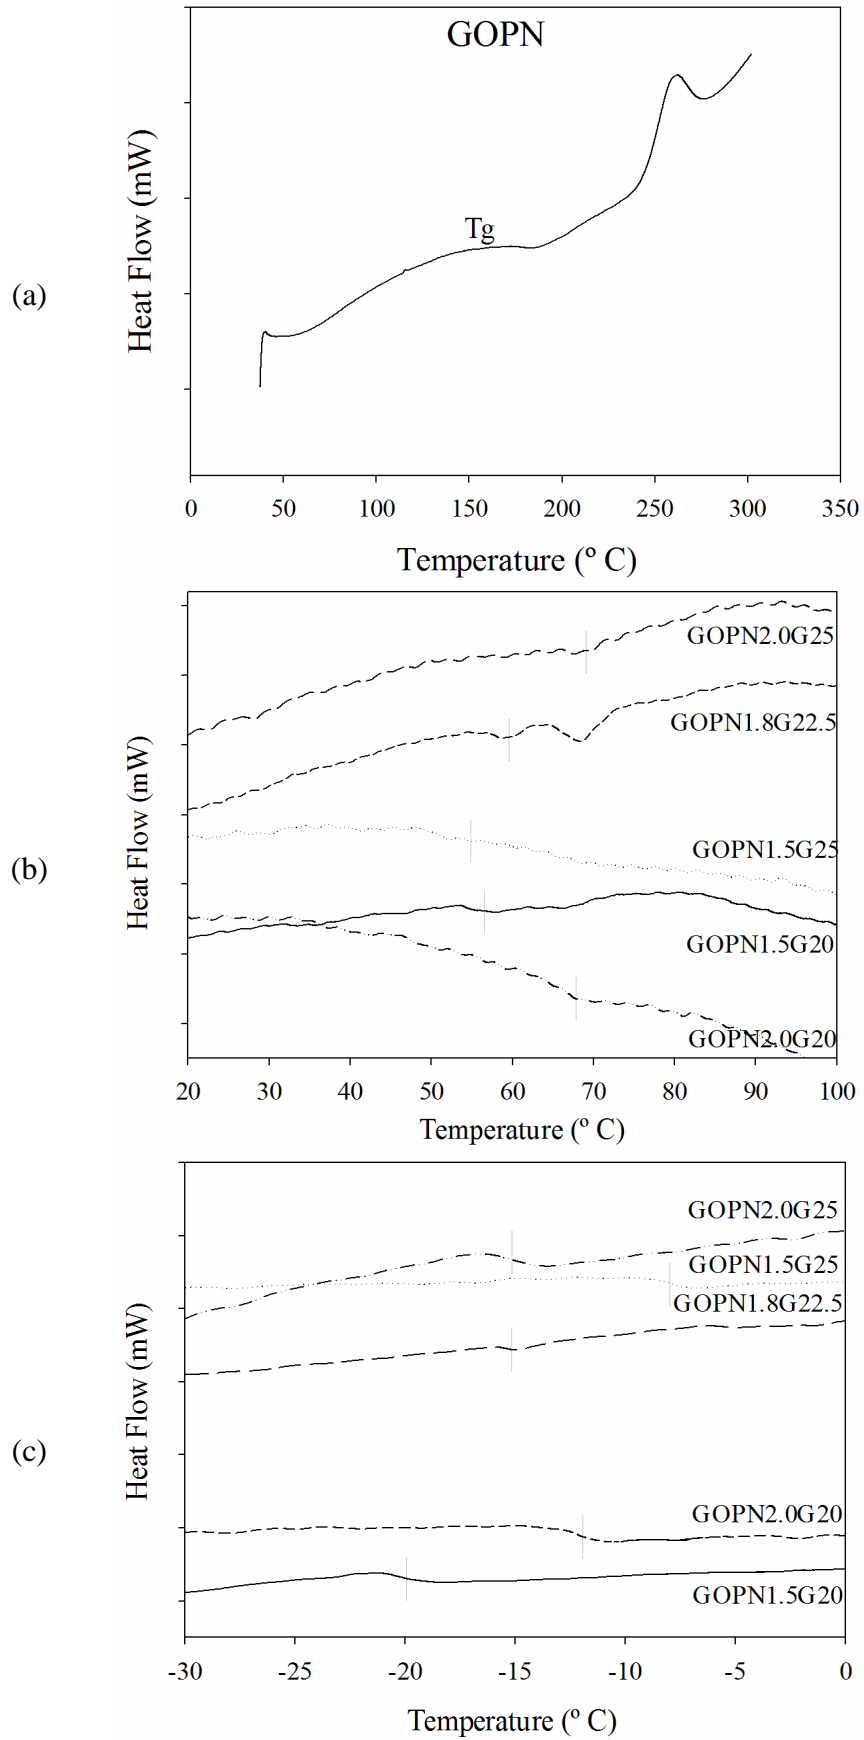 GOPN
Tg
(a)
Heat Flow (mW)
0 50 100 150 200 250 300 350
Temperature (º C)
GOPN2.0G25
GOPN1.8G22.5
GOPN1.5G25
(b)
Heat Flow (mW)
GOPN1.5G20
GOPN2.0G20
20 30 40 50 60 70 80 90 100
Temperature (º C)
GOPN2.0G25
GOPN1.5G25
GOPN1.8G22.5
(c)
Heat Flow (mW)
GOPN2.0G20
GOPN1.5G20
-30 -25 -20 -15 -10 -5 0
Temperature (º C)